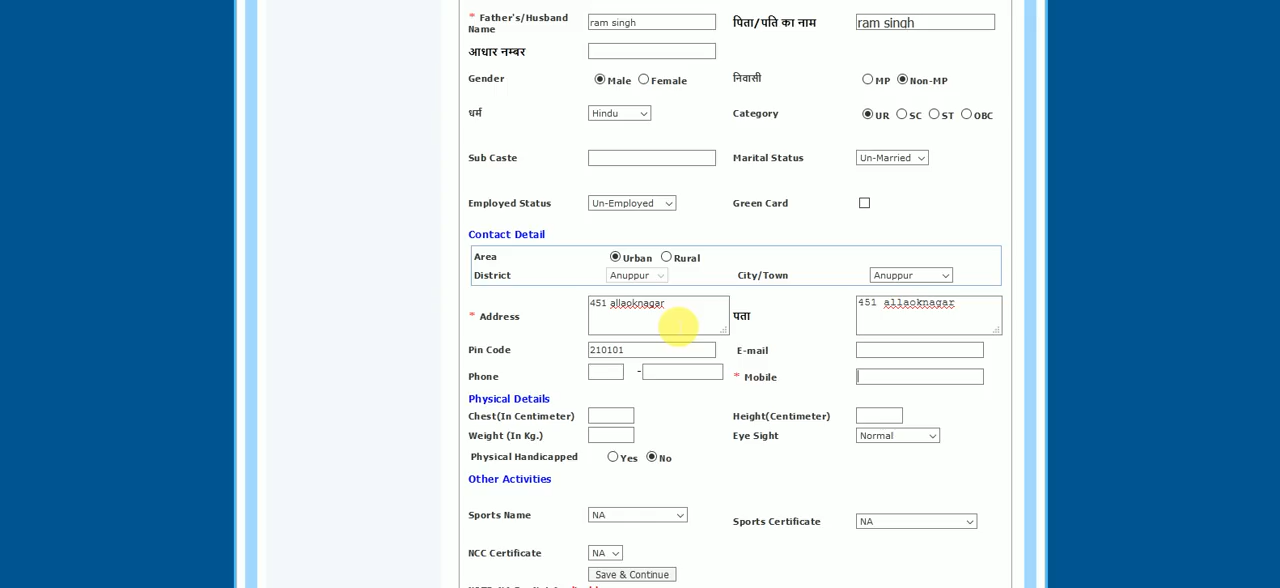 * Father's/Husband Name ram singh पिता/पति का नाम ram singh
आधार नम्बर
Gender Male Female निवासी MP Non-MP
धर्म Hindu Category UR SC ST OBC
Sub Caste Marital Status Un-Married
Employed Status Un-Employed Green Card
Contact Detail
Area Urban Rural
District Anuppur City/Town Anuppur
* Address 451 allaoknagar पता 451 allaoknagar
Pin Code 210101 E-mail
Phone - * Mobile
Physical Details
Chest(In Centimeter) Height(Centimeter)
Weight (In Kg.) Eye Sight Normal
Physical Handicapped Yes No
Other Activities
Sports Name NA Sports Certificate NA
NCC Certificate NA
Save & Continue